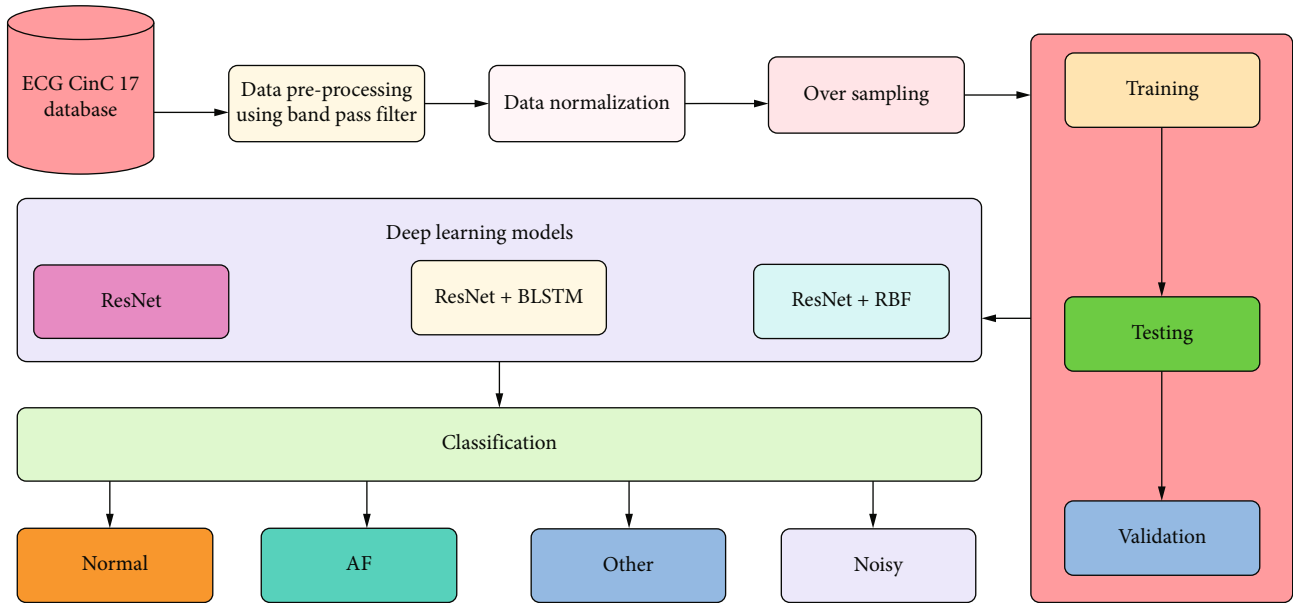 ECG CinC 17
database
Data pre-processing
using band pass filter
Data normalization
Over sampling
Training
Testing
Validation
Deep learning models
ResNet
ResNet + BLSTM
ResNet + RBF
Classification
Normal
AF
Other
Noisy